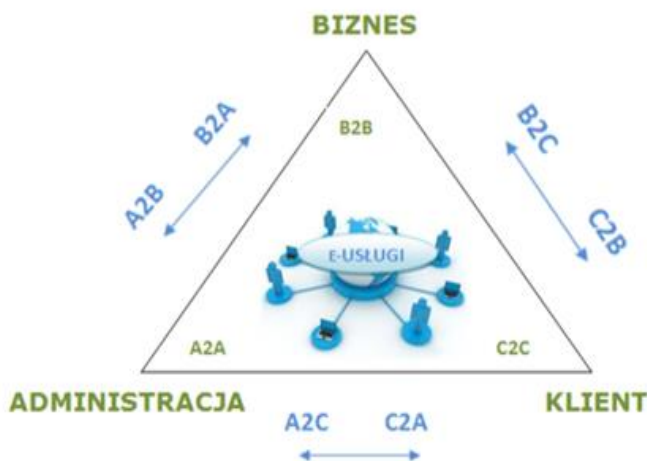 BIZNES
B2A
B2C
B2B
A2B
C2B
E-USŁUGI
A2A
C2C
ADMINISTRACJA
KLIENT
A2C C2A